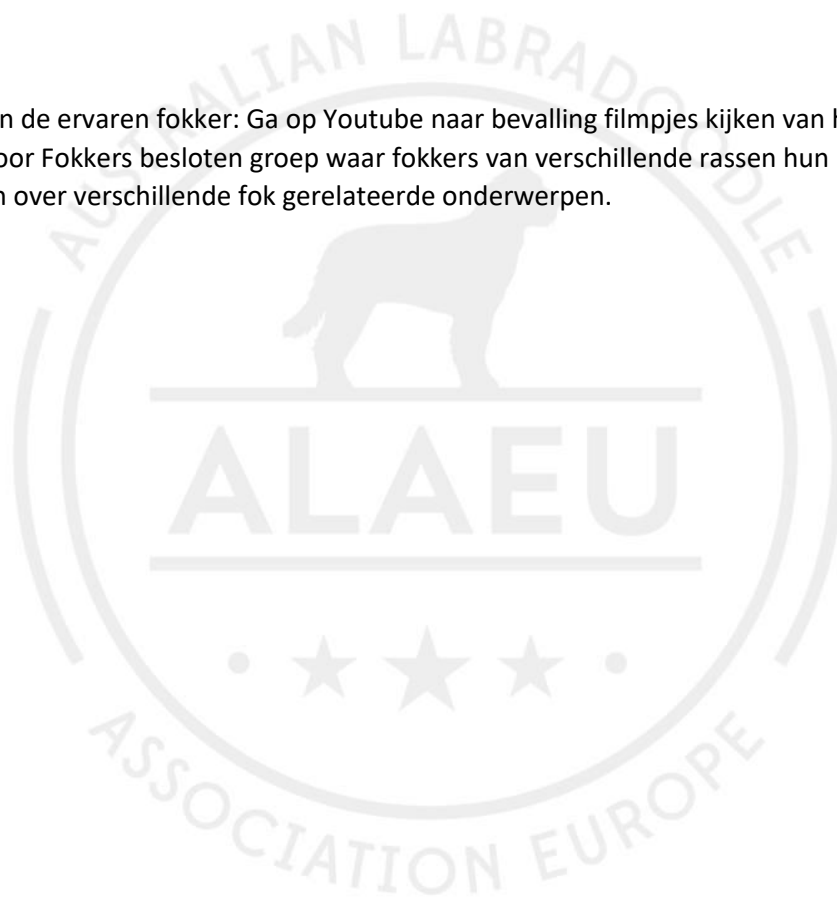 n de ervaren fokker: Ga op Youtube naar bevalling filmpjes kijken van h
oor Fokkers besloten groep waar fokkers van verschillende rassen hun
n over verschillende fok gerelateerde onderwerpen.
AUSTRALIAN LABRADOODLE
ALAEU
ASSOCIATION EUROPE